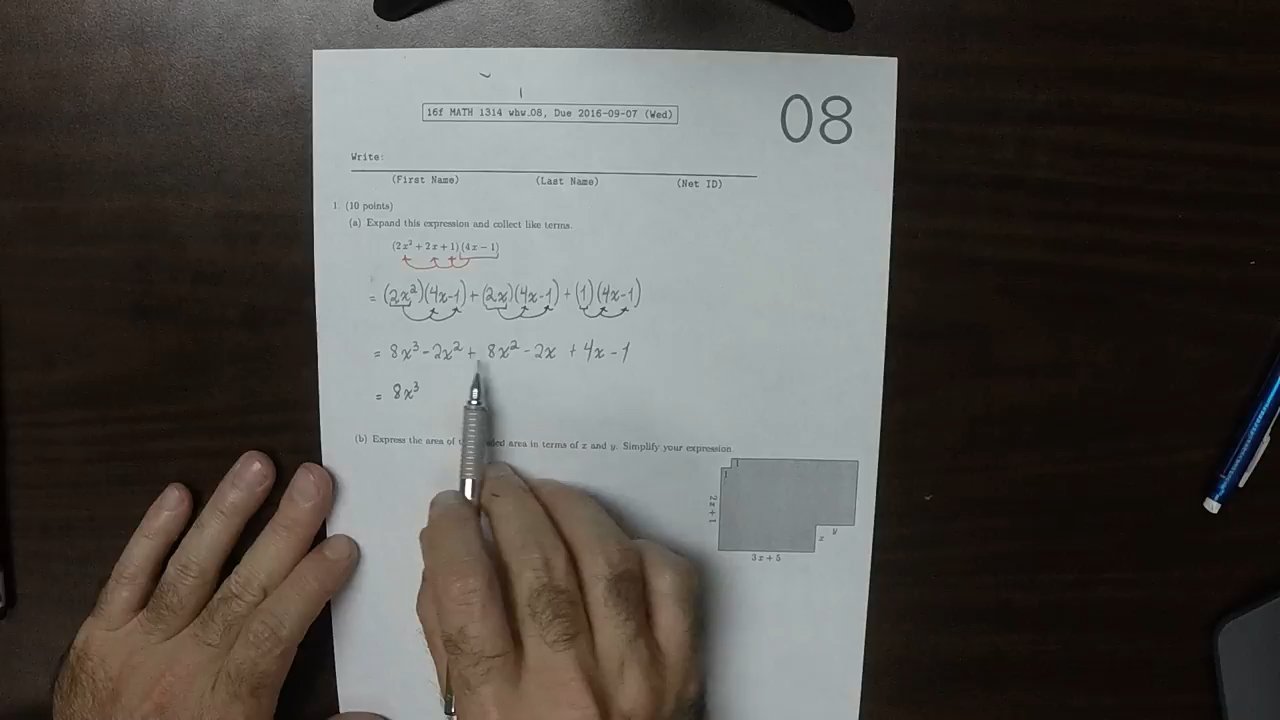 08
16f MATH 1314 wbw.08, Due 2016-09-07 (Wed)
Write:
(First Name) (Last Name) (Net ID)
1. (10 points)
(a) Expand this expression and collect like terms.
(2x² + 2x + 1)(4x − 1)
= (2x²)(4x-1) + (2x)(4x-1) + (1)(4x-1)
= 8x³ - 2x² + 8x² - 2x + 4x - 1
= 8x³
(b) Express the area of area in terms of x and y. Simplify your expression
1
1
2x + 1
y
x
3x + 5